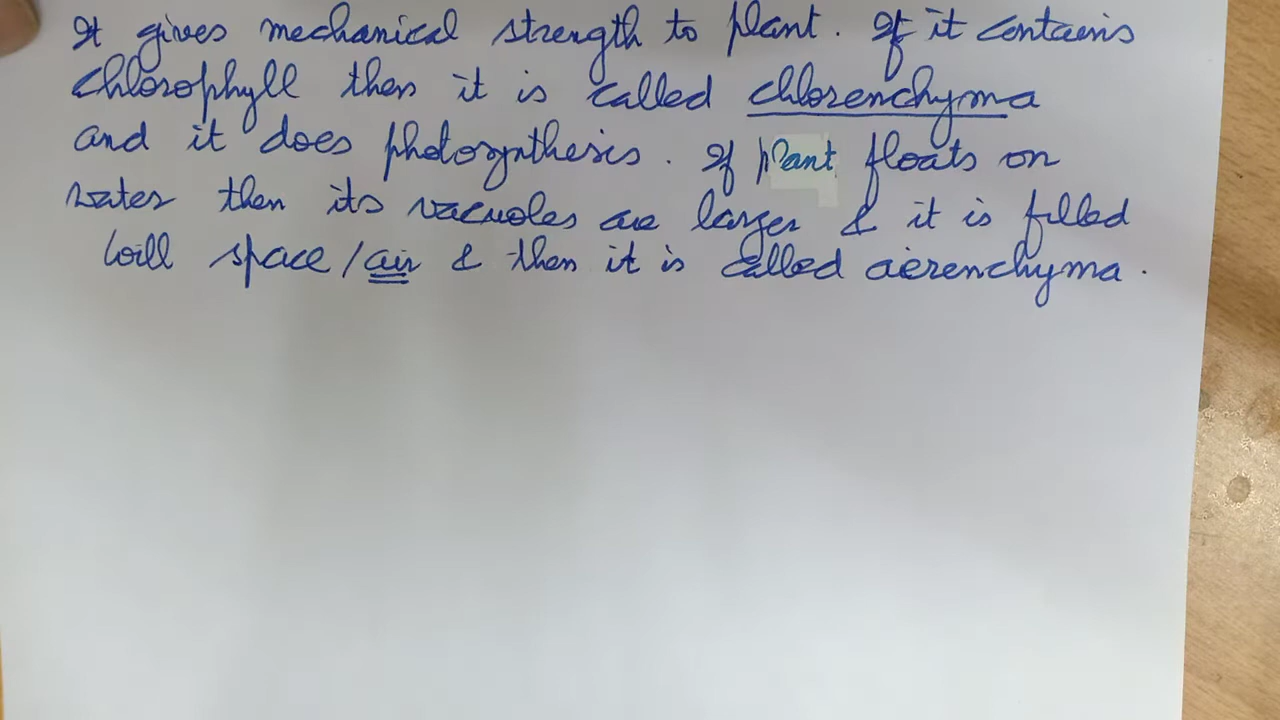 It gives mechanical strength to plant. If it contains
Chlorophyll then it is called chlorenchyma
and it does photosynthesis. If plant floats on
water then its vacuoles are larger & it is filled
will space/air & then it is called aerenchyma.